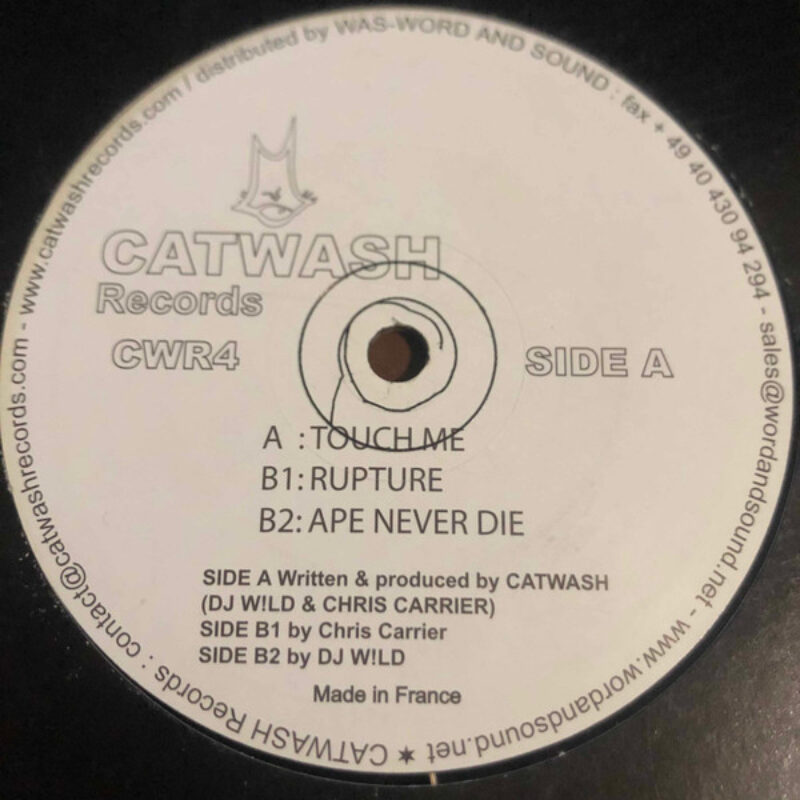 CATWASH Records : contact@catwashrecords.com - www.catwashrecords.com / distributed by WAS-WORD AND SOUND : fax + 49 40 430 94 294 - sales@wordandsound.net - www.wordandsound.net ✶
CATWASH
Records
CWR4
SIDE A
A : TOUCH ME
B1: RUPTURE
B2: APE NEVER DIE
SIDE A Written & produced by CATWASH
(DJ W!LD & CHRIS CARRIER)
SIDE B1 by Chris Carrier
SIDE B2 by DJ W!LD
Made in France